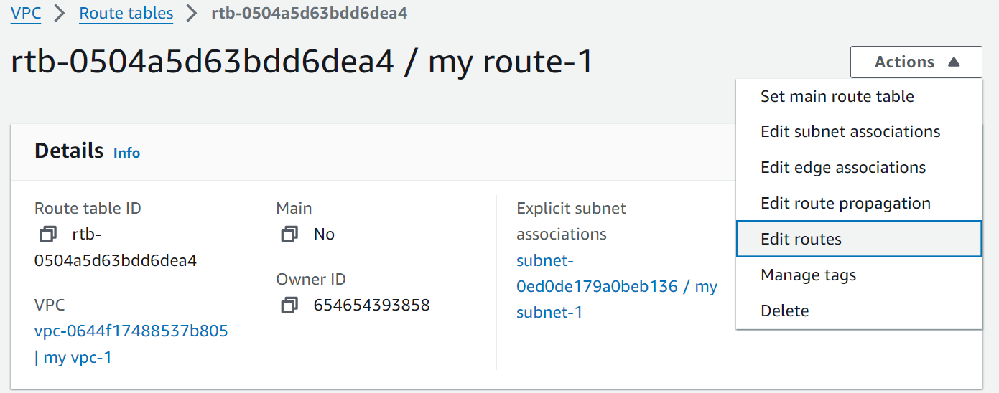 VPC > Route tables > rtb-0504a5d63bdd6dea4
rtb-0504a5d63bdd6dea4 / my route-1
Actions
Set main route table
Edit subnet associations
Edit edge associations
Edit route propagation
Edit routes
Manage tags
Delete
Details Info
Route table ID
rtb-
0504a5d63bdd6dea4
VPC
vpc-0644f17488537b805
| my vpc-1
Main
No
Owner ID
654654393858
Explicit subnet
associations
subnet-
0ed0de179a0beb136 / my
subnet-1